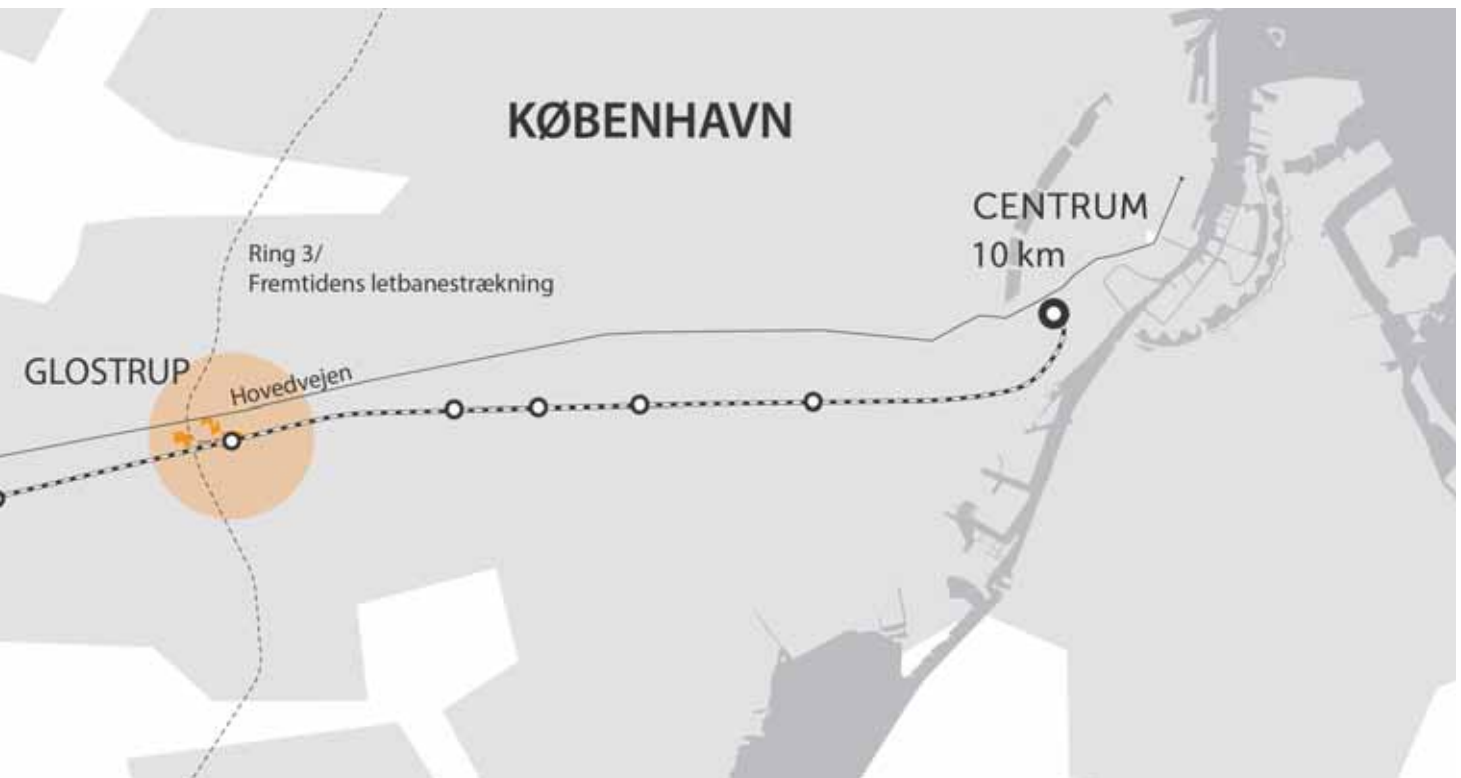 KØBENHAVN
CENTRUM
10 km
Ring 3/
Fremtidens letbanestrækning
GLOSTRUP
Hovedvejen